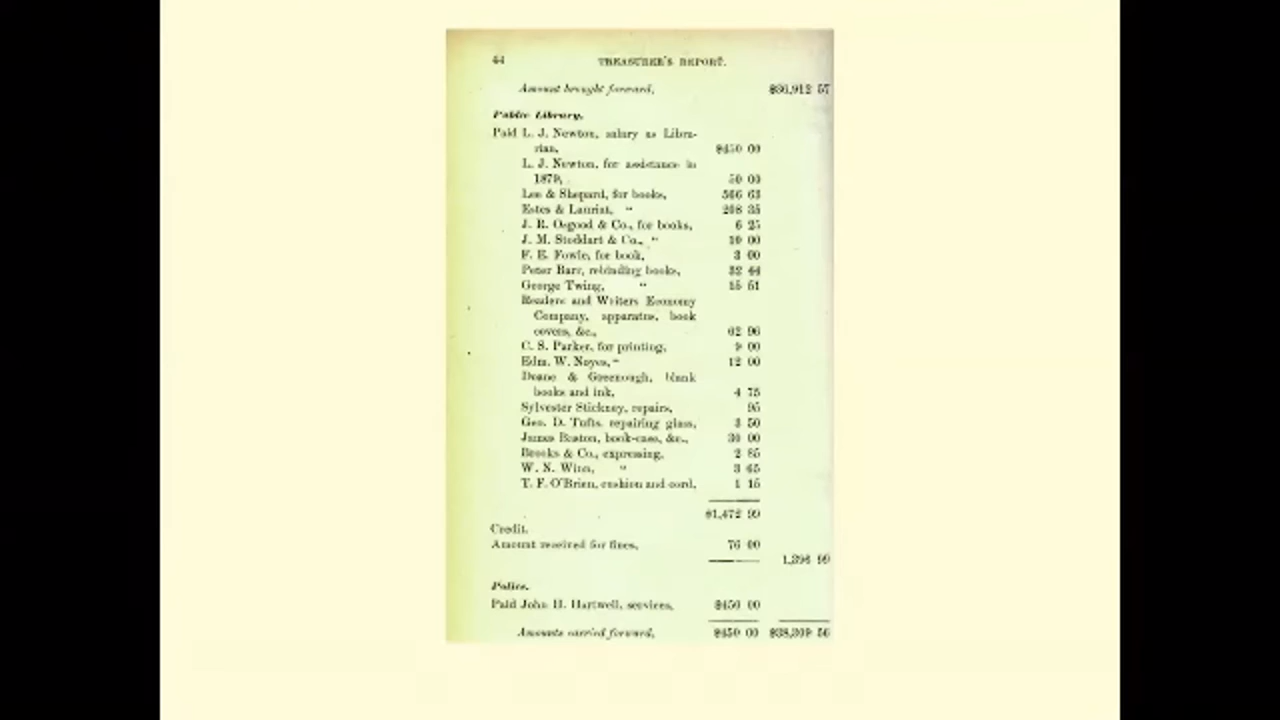 44 TREASURER'S REPORT.
Amount brought forward, $36,912 57
Public Library.
Paid L. J. Newton, salary as Libra-
rian, $450 00
L. J. Newton, for assistance in
1879, 50 00
Lee & Shepard, for books, 566 63
Estes & Lauriat, " 208 35
J. R. Osgood & Co., for books, 6 25
J. M. Stoddart & Co., " 10 00
F. E. Fowle, for book, 3 00
Peter Barr, rebinding books, 32 44
George Twing, " 15 51
Readers and Writers Economy
Company, apparatus, book
covers, &c., 62 96
C. S. Parker, for printing, 9 00
Edm. W. Noyes, " 12 00
Doane & Greenough, blank
books and ink, 4 75
Sylvester Stickney, repairs, 95
Geo. D. Tufts, repairing glass, 3 50
James Buston, book-case, &c., 30 00
Brooks & Co., expressing, 2 85
W. N. Winn, " 3 65
T. F. O'Brien, cushion and cord, 1 15
$1,472 99
Credit.
Amount received for fines, 76 00
1,396 99
Police.
Paid John H. Hartwell, services, $450 00
Amounts carried forward, $450 00 $38,309 56